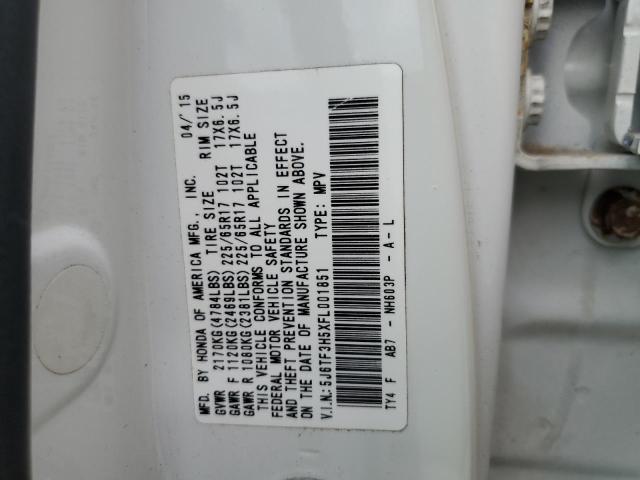 MFD. BY HONDA OF AMERICA MFG., INC. 04/'15
GVWR 2170KG(4784LBS) TIRE SIZE RIM SIZE
GAWR F 1120KG(2469LBS) 225/65R17 102T 17X6.5J
GAWR R 1080KG(2381LBS) 225/65R17 102T 17X6.5J
THIS VEHICLE CONFORMS TO ALL APPLICABLE
FEDERAL MOTOR VEHICLE SAFETY
AND THEFT PREVENTION STANDARDS IN EFFECT
ON THE DATE OF MANUFACTURE SHOWN ABOVE.
V.I.N:5J6TF3H5XFL001851 TYPE: MPV
TY4 F AB7 - NH603P - A - L